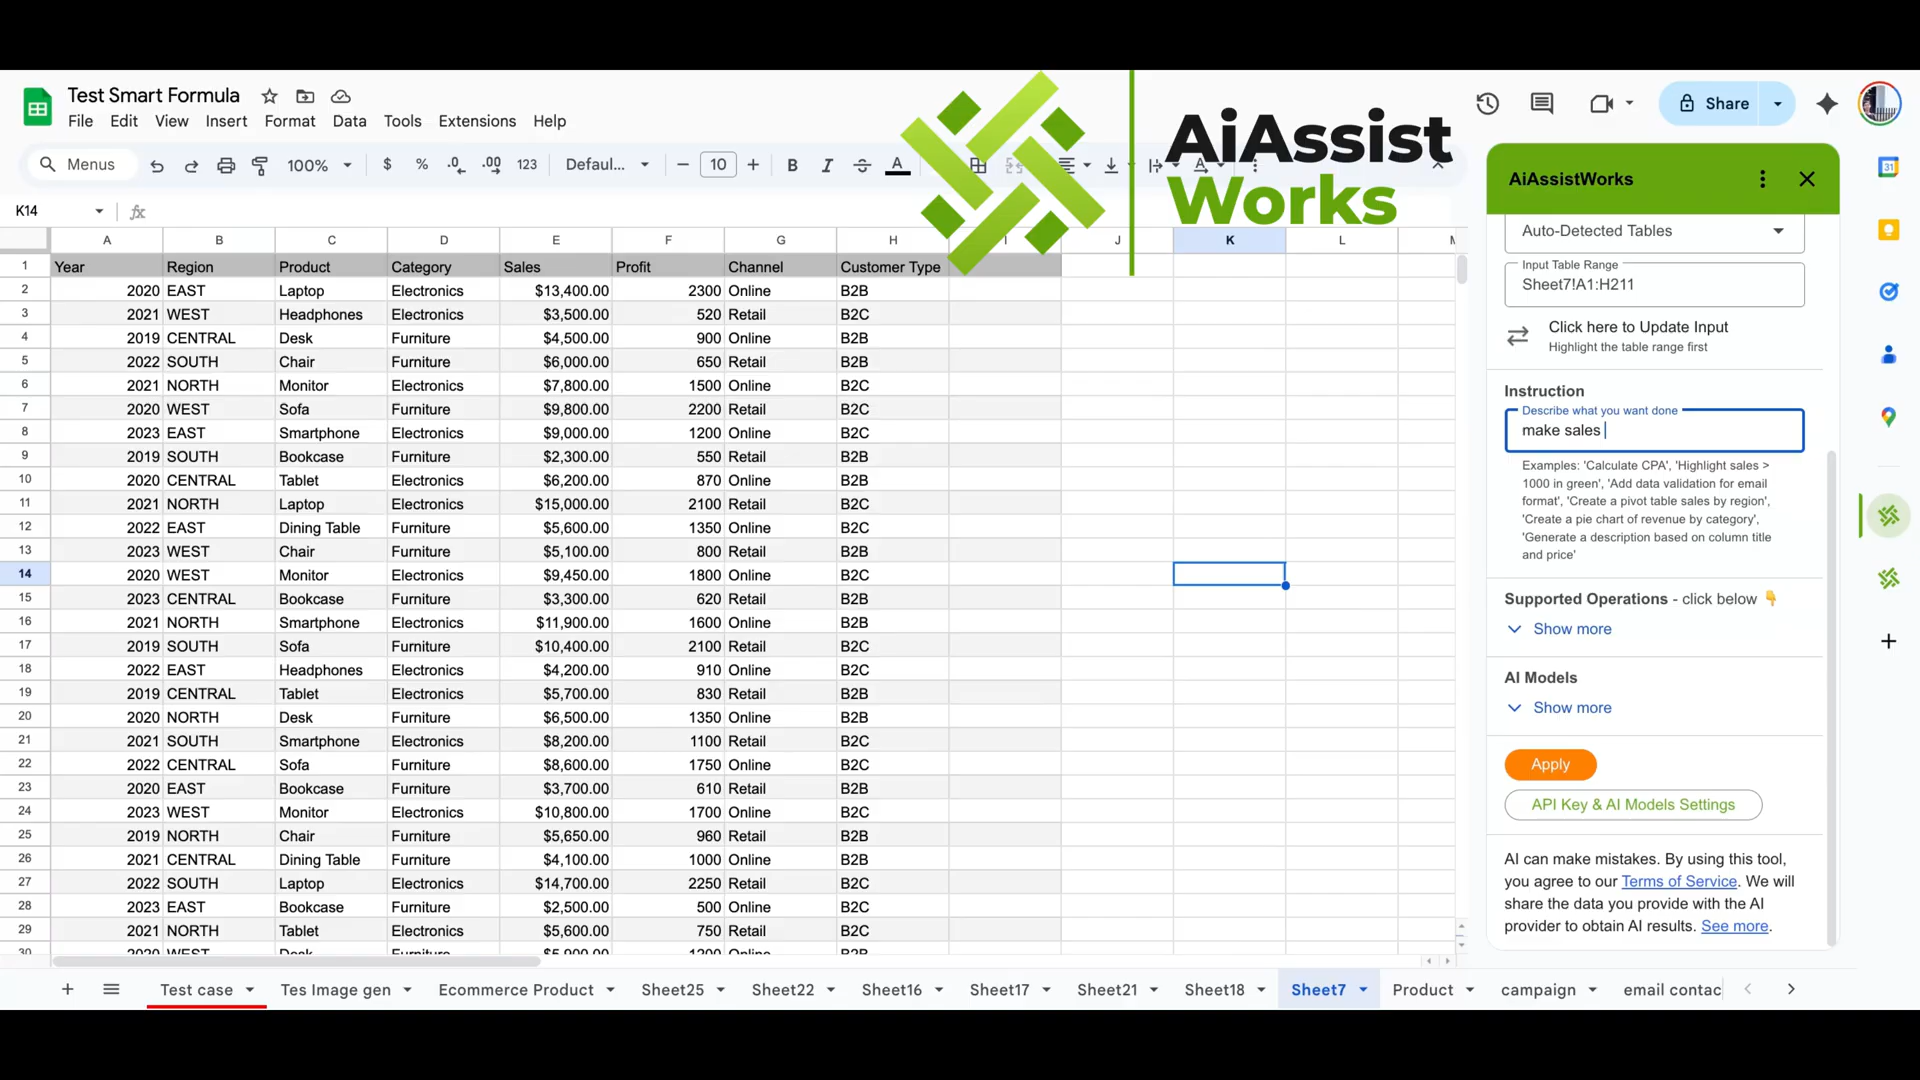 Test Smart Formula
File Edit View Insert Format Data Tools Extensions Help
AiAssist
Works
Share
Menus
100%
$ % .0 .00 123
Defaul...
10
B I A
K14
fx
A B C D E F G H I J K L
1 Year Region Product Category Sales Profit Channel Customer Type
2 2020 EAST Laptop Electronics $13,400.00 2300 Online B2B
3 2021 WEST Headphones Electronics $3,500.00 520 Retail B2C
4 2019 CENTRAL Desk Furniture $4,500.00 900 Online B2B
5 2022 SOUTH Chair Furniture $6,000.00 650 Retail B2C
6 2021 NORTH Monitor Electronics $7,800.00 1500 Online B2C
7 2020 WEST Sofa Furniture $9,800.00 2200 Retail B2C
8 2023 EAST Smartphone Electronics $9,000.00 1200 Online B2C
9 2019 SOUTH Bookcase Furniture $2,300.00 550 Retail B2B
10 2020 CENTRAL Tablet Electronics $6,200.00 870 Online B2B
11 2021 NORTH Laptop Electronics $15,000.00 2100 Retail B2C
12 2022 EAST Dining Table Furniture $5,600.00 1350 Online B2C
13 2023 WEST Chair Furniture $5,100.00 800 Retail B2B
14 2020 WEST Monitor Electronics $9,450.00 1800 Online B2C
15 2023 CENTRAL Bookcase Furniture $3,300.00 620 Retail B2B
16 2021 NORTH Smartphone Electronics $11,900.00 1600 Online B2B
17 2019 SOUTH Sofa Furniture $10,400.00 2100 Retail B2C
18 2022 EAST Headphones Electronics $4,200.00 910 Online B2C
19 2019 CENTRAL Tablet Electronics $5,700.00 830 Retail B2B
20 2020 NORTH Desk Furniture $6,500.00 1350 Online B2B
21 2021 SOUTH Smartphone Electronics $8,200.00 1100 Retail B2C
22 2022 CENTRAL Sofa Furniture $8,600.00 1750 Online B2C
23 2020 EAST Bookcase Furniture $3,700.00 610 Retail B2B
24 2023 WEST Monitor Electronics $10,800.00 1700 Online B2C
25 2019 NORTH Chair Furniture $5,650.00 960 Retail B2B
26 2021 CENTRAL Dining Table Furniture $4,100.00 1000 Online B2B
27 2022 SOUTH Laptop Electronics $14,700.00 2250 Retail B2C
28 2023 EAST Bookcase Furniture $2,500.00 500 Online B2C
29 2021 NORTH Tablet Electronics $5,600.00 750 Retail B2C
30 2020 WEST Desk Furniture $5,900.00 1200 Online B2B
AiAssistWorks
Auto-Detected Tables
Input Table Range
Sheet7!A1:H211
Click here to Update Input
Highlight the table range first
Instruction
Describe what you want done
make sales
Examples: 'Calculate CPA', 'Highlight sales >
1000 in green', 'Add data validation for email
format', 'Create a pivot table sales by region',
'Create a pie chart of revenue by category',
'Generate a description based on column title
and price'
Supported Operations - click below
Show more
AI Models
Show more
Apply
API Key & AI Models Settings
AI can make mistakes. By using this tool,
you agree to our Terms of Service. We will
share the data you provide with the AI
provider to obtain AI results. See more.
31
Test case Tes Image gen Ecommerce Product Sheet25 Sheet22 Sheet16 Sheet17 Sheet21 Sheet18 Sheet7 Product campaign email contac